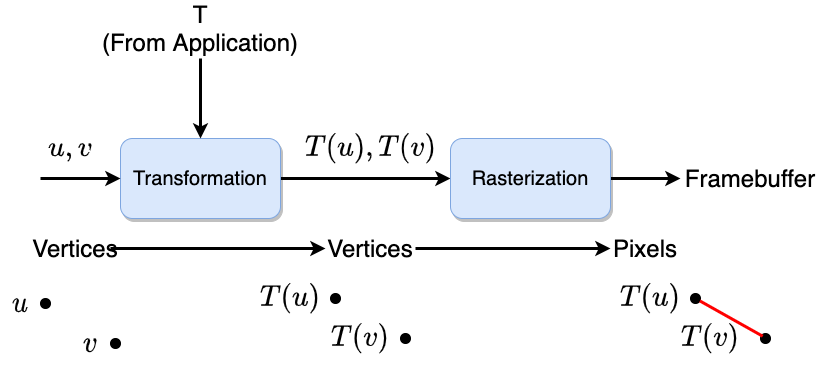 T
(From Application)
u, v
T(u), T(v)
Transformation
Rasterization
Framebuffer
Vertices
Vertices
Pixels
u
T(u)
T(u)
v
T(v)
T(v)